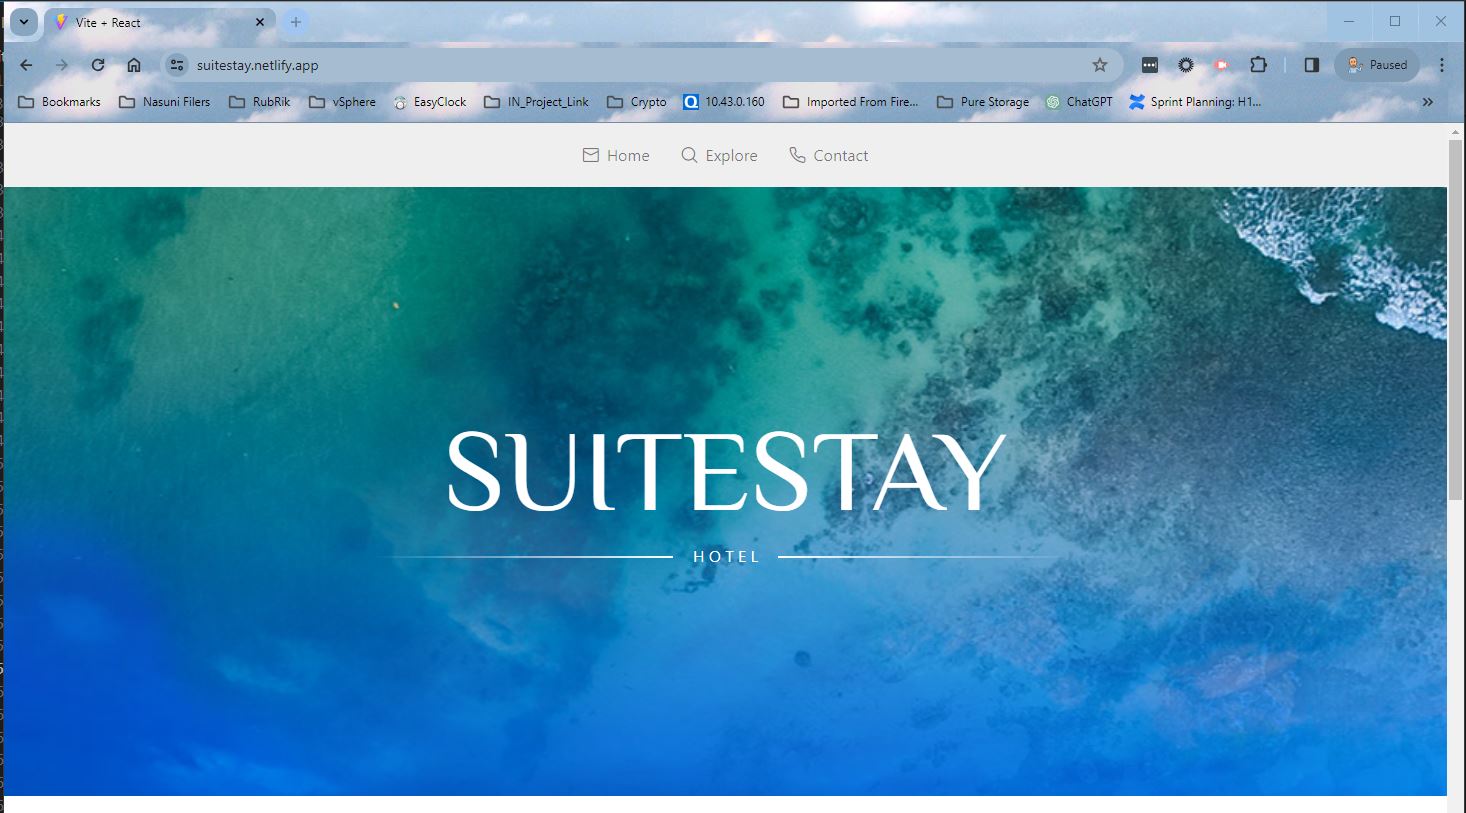 Vite + React
suitestay.netlify.app
Paused
Bookmarks Nasuni Filers RubRik vSphere EasyClock IN_Project_Link Crypto 10.43.0.160 Imported From Fire... Pure Storage ChatGPT Sprint Planning: H1...
Home Explore Contact
SUITESTAY
HOTEL